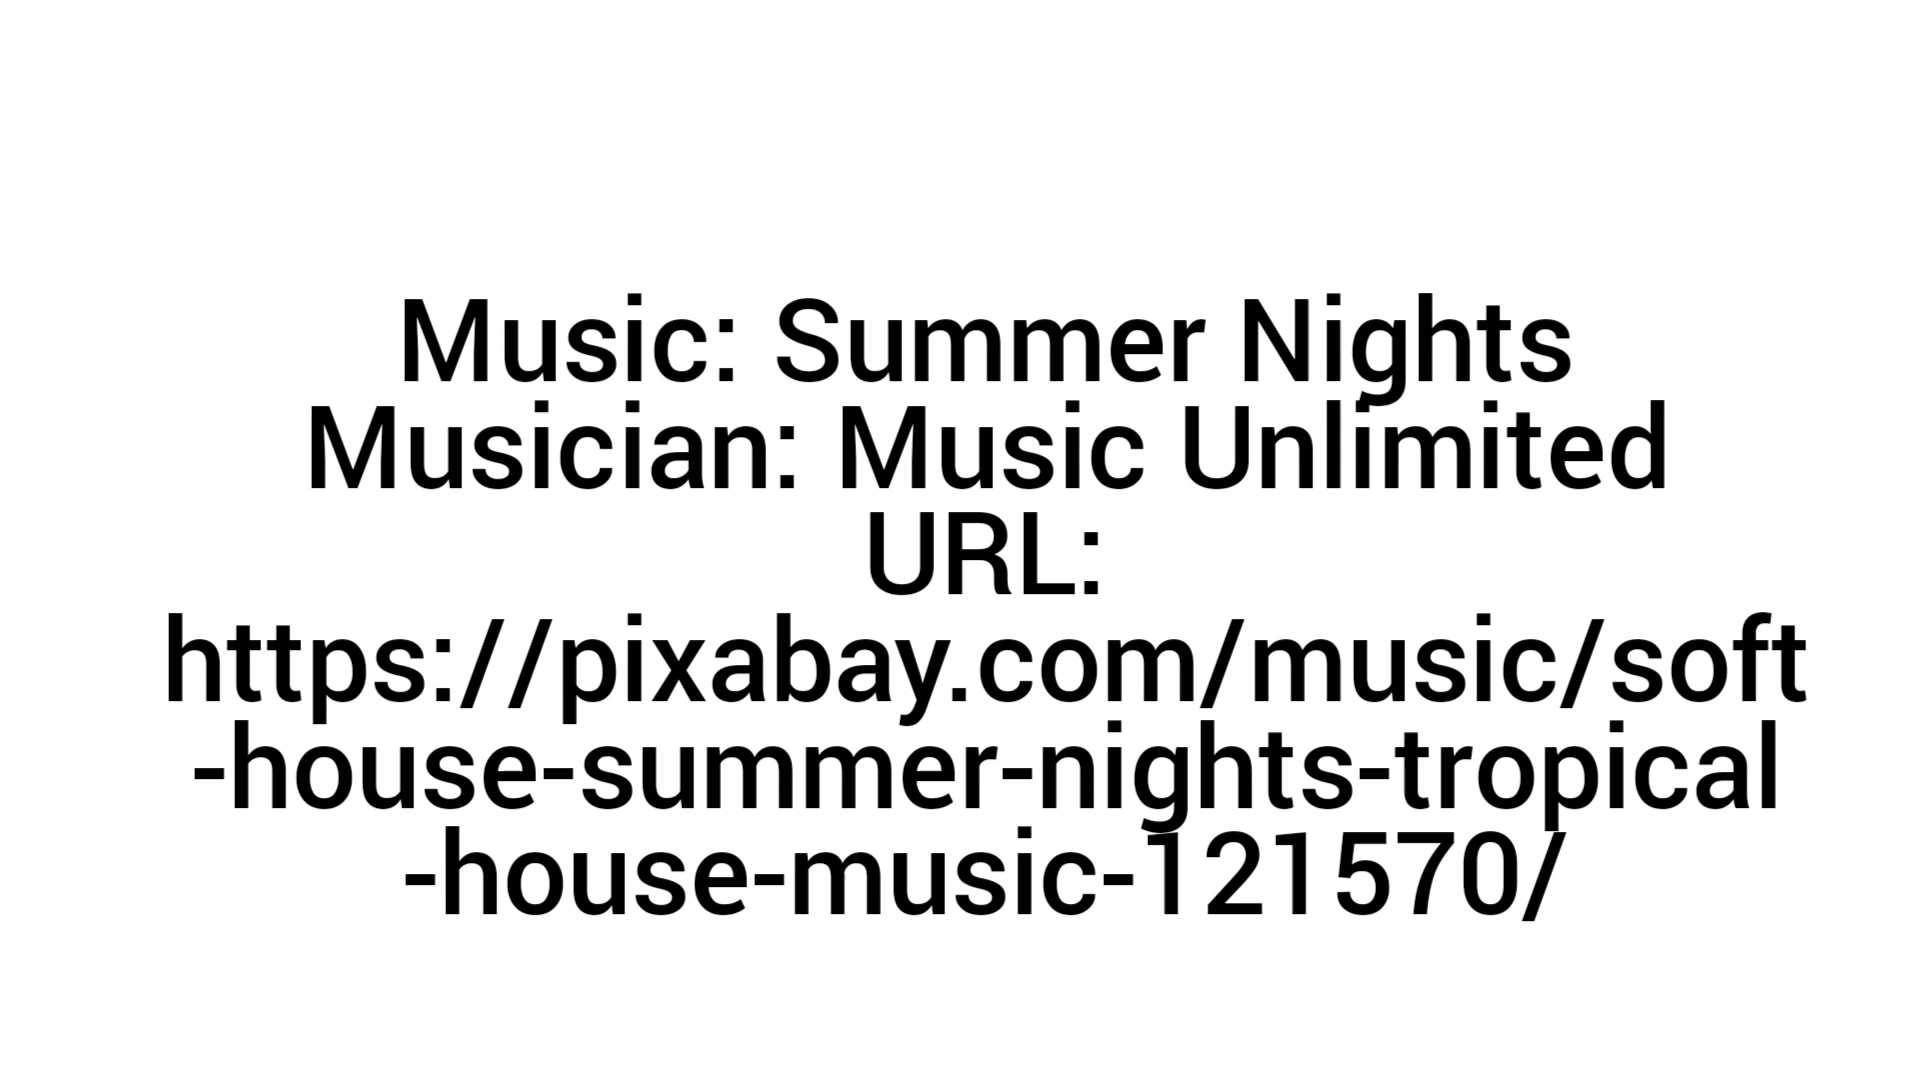 Music: Summer Nights
Musician: Music Unlimited
URL:
https://pixabay.com/music/soft
-house-summer-nights-tropical
-house-music-121570/